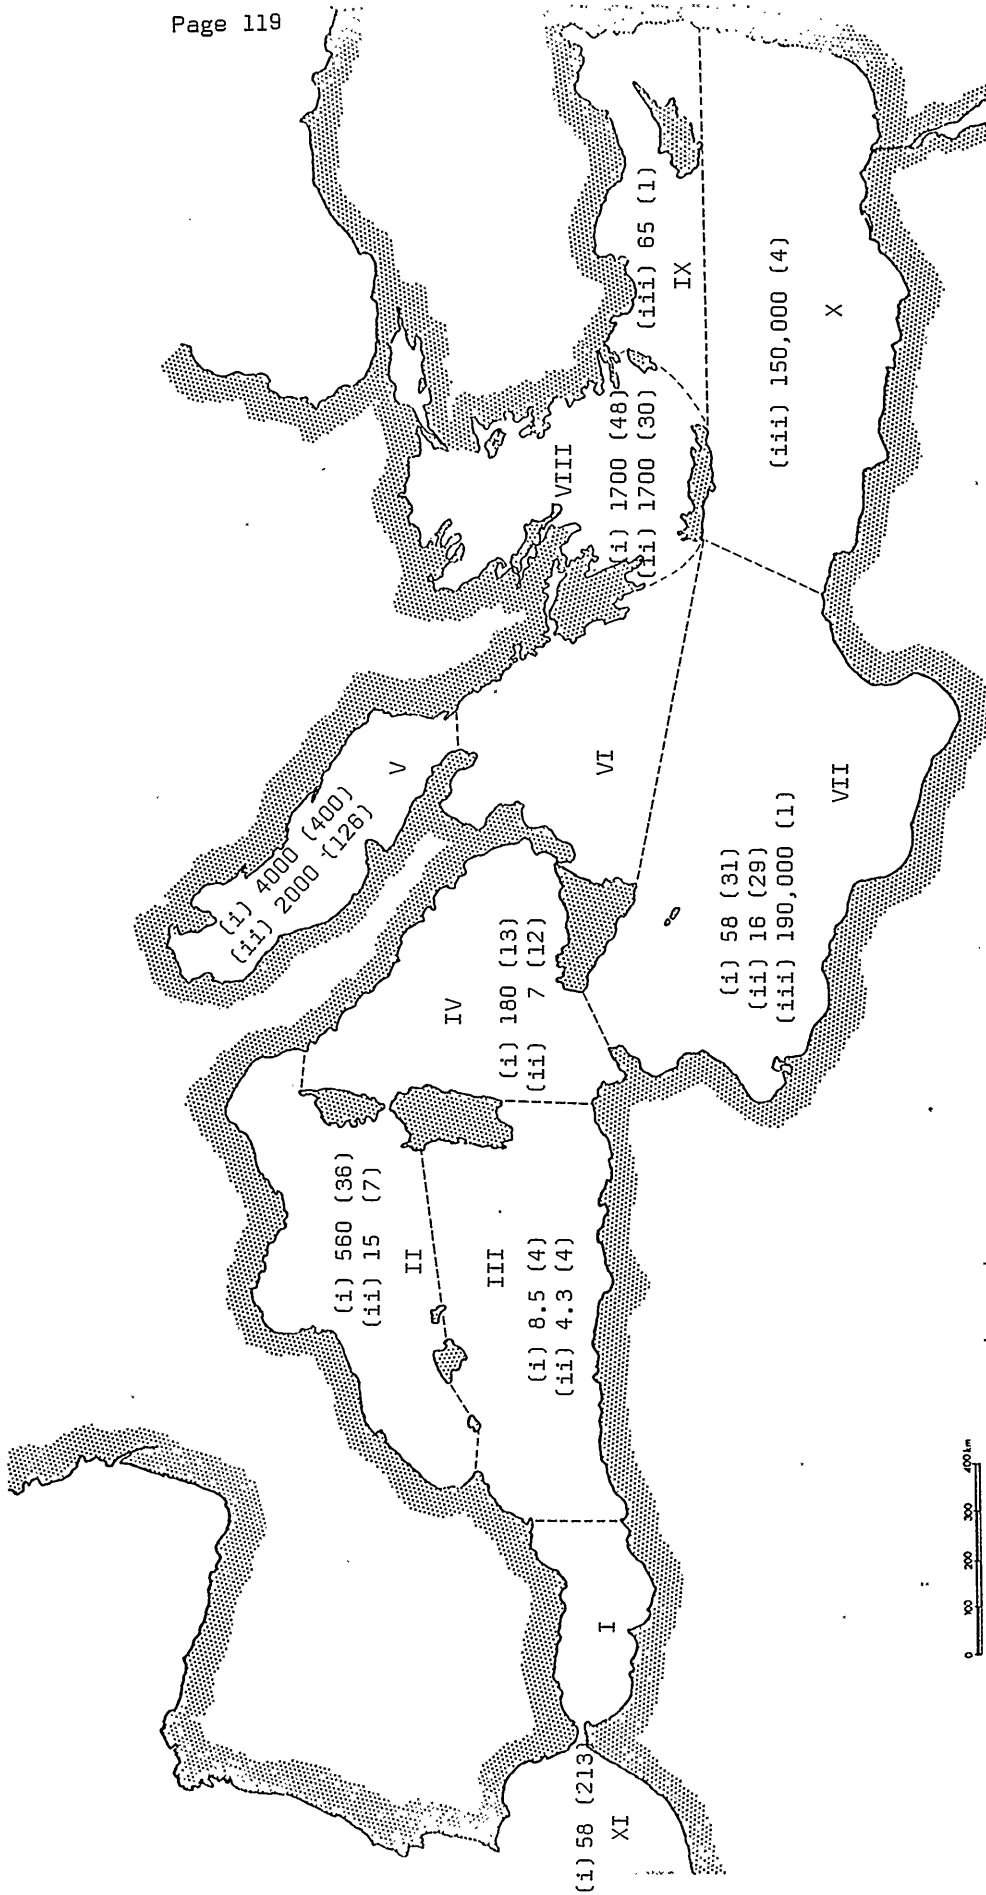 Page 119
(i) 4000 (400)
(ii) 2000 (126)
V
(i) 560 (36)
(ii) 15 (7)
II
III
(i) 8.5 (4)
(ii) 4.3 (4)
IV
(i) 180 (13)
(ii) 7 (12)
VI
VIII
(i) 1700 (48)
(ii) 1700 (30)
(iii) 65 (1)
IX
(iii) 150,000 (4)
X
(i) 58 (31)
(ii) 16 (29)
(iii) 190,000 (1)
VII
I
(i) 58 (213)
XI
0 100 200 300 400 km